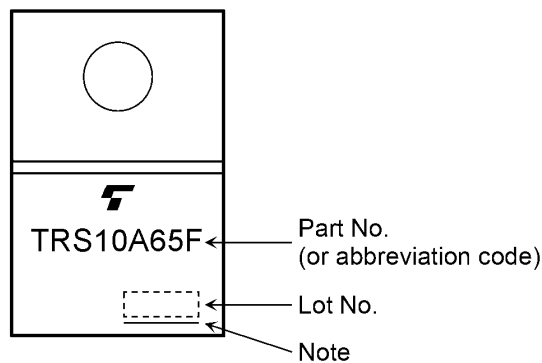 TRS10A65F
Part No.
(or abbreviation code)
Lot No.
Note